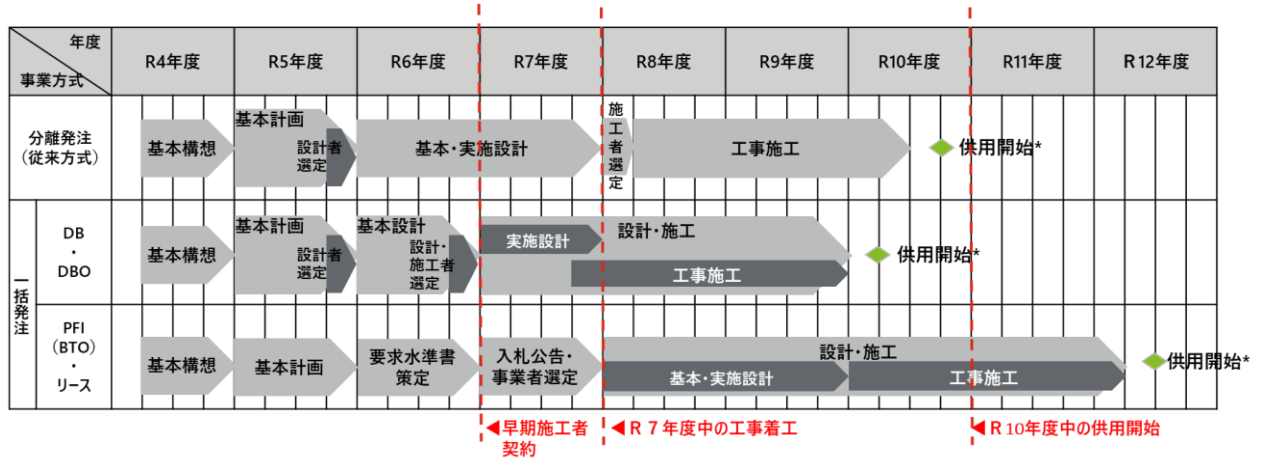 年度
事業方式
R4年度
R5年度
R6年度
R7年度
R8年度
R9年度
R10年度
R11年度
R12年度
分離発注
（従来方式）
基本構想
基本計画
設計者
選定
基本・実施設計
施工者選定
工事施工
供用開始*
一括発注
DB
・
DBO
基本構想
基本計画
設計者
選定
基本設計
設計・
施工者
選定
設計・施工
実施設計
工事施工
供用開始*
PFI
（BTO）
・
リース
基本構想
基本計画
要求水準書
策定
入札公告・
事業者選定
設計・施工
基本・実施設計
工事施工
供用開始*
◀早期施工者
契約
◀R７年度中の工事着工
◀R10年度中の供用開始